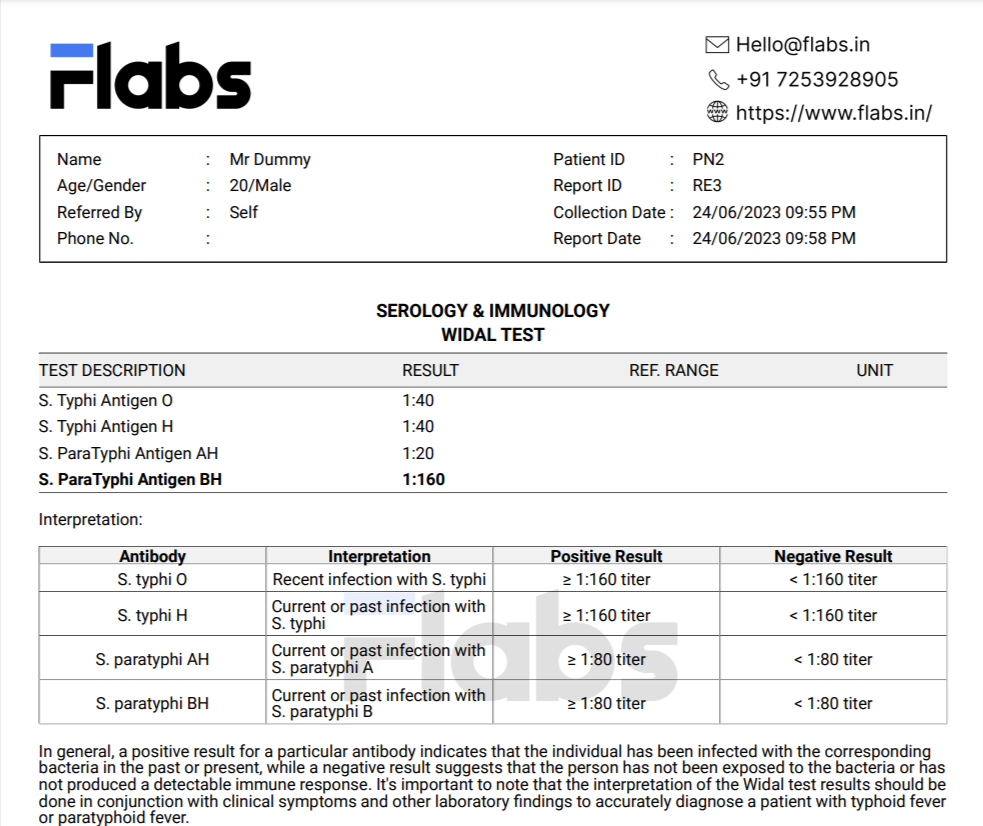 Flabs
Hello@flabs.in
+91 7253928905
www
https://www.flabs.in/
Name : Mr Dummy Patient ID : PN2
Age/Gender : 20/Male Report ID : RE3
Referred By : Self Collection Date : 24/06/2023 09:55 PM
Phone No. : Report Date : 24/06/2023 09:58 PM
SEROLOGY & IMMUNOLOGY
WIDAL TEST
TEST DESCRIPTION RESULT REF. RANGE UNIT
S. Typhi Antigen O 1:40
S. Typhi Antigen H 1:40
S. ParaTyphi Antigen AH 1:20
S. ParaTyphi Antigen BH 1:160
Interpretation:
Antibody Interpretation Positive Result Negative Result
S. typhi O Recent infection with S. typhi ≥ 1:160 titer < 1:160 titer
S. typhi H Current or past infection with
S. typhi ≥ 1:160 titer < 1:160 titer
S. paratyphi AH Current or past infection with
S. paratyphi A ≥ 1:80 titer < 1:80 titer
S. paratyphi BH Current or past infection with
S. paratyphi B ≥ 1:80 titer < 1:80 titer
Flabs
In general, a positive result for a particular antibody indicates that the individual has been infected with the corresponding
bacteria in the past or present, while a negative result suggests that the person has not been exposed to the bacteria or has
not produced a detectable immune response. It's important to note that the interpretation of the Widal test results should be
done in conjunction with clinical symptoms and other laboratory findings to accurately diagnose a patient with typhoid fever
or paratyphoid fever.